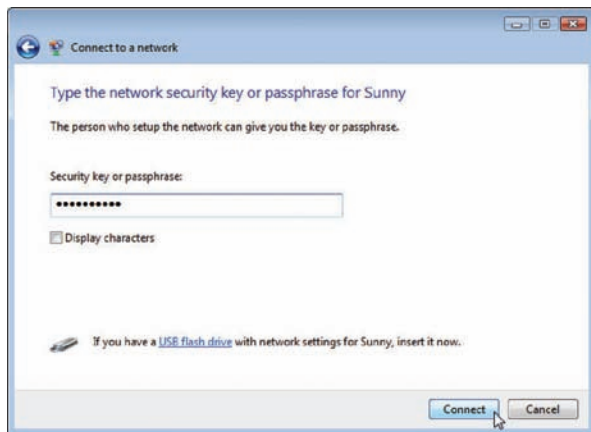 Connect to a network
Type the network security key or passphrase for Sunny
The person who setup the network can give you the key or passphrase.
Security key or passphrase:
••••••••••
Display characters
If you have a USB flash drive with network settings for Sunny, insert it now.
Connect Cancel